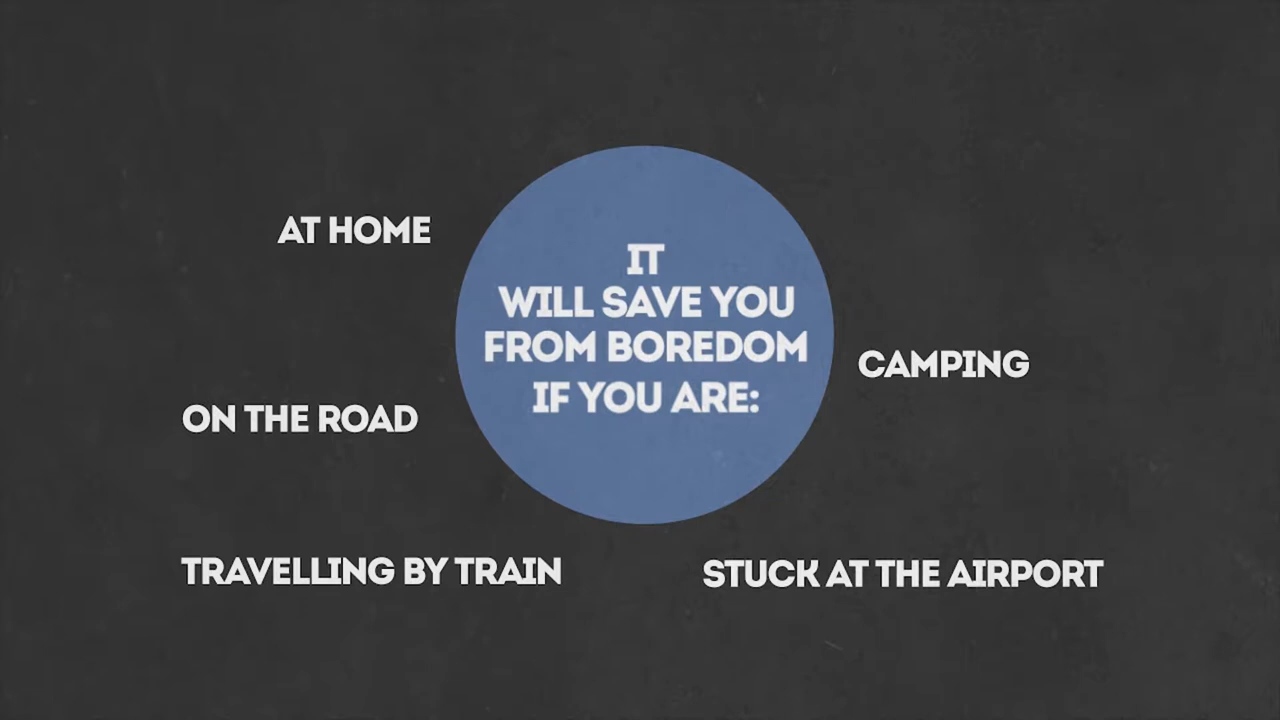 IT
WILL SAVE YOU
FROM BOREDOM
IF YOU ARE:
AT HOME
ON THE ROAD
TRAVELLING BY TRAIN
STUCK AT THE AIRPORT
CAMPING